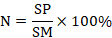 N = SP/SM × 100%